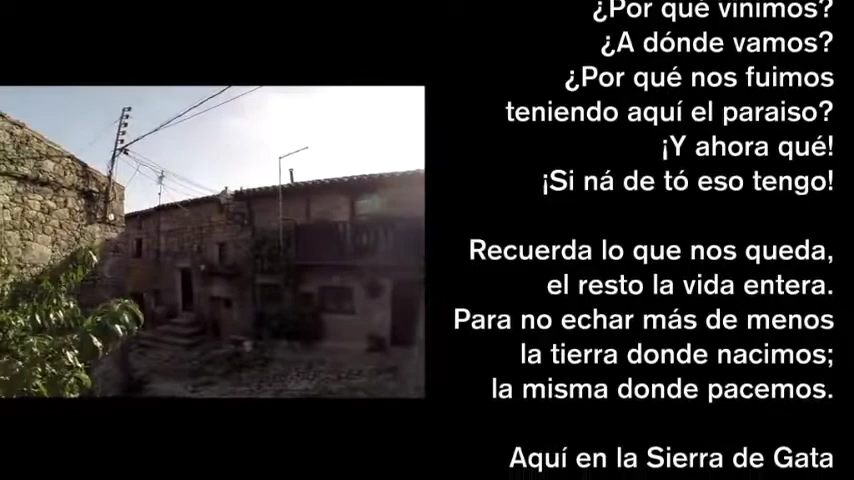 ¿Por qué vinimos?
¿A dónde vamos?
¿Por qué nos fuimos
teniendo aquí el paraiso?
¡Y ahora qué!
¡Si ná de tó eso tengo!
Recuerda lo que nos queda,
el resto la vida entera.
Para no echar más de menos
la tierra donde nacimos;
la misma donde pacemos.
Aquí en la Sierra de Gata